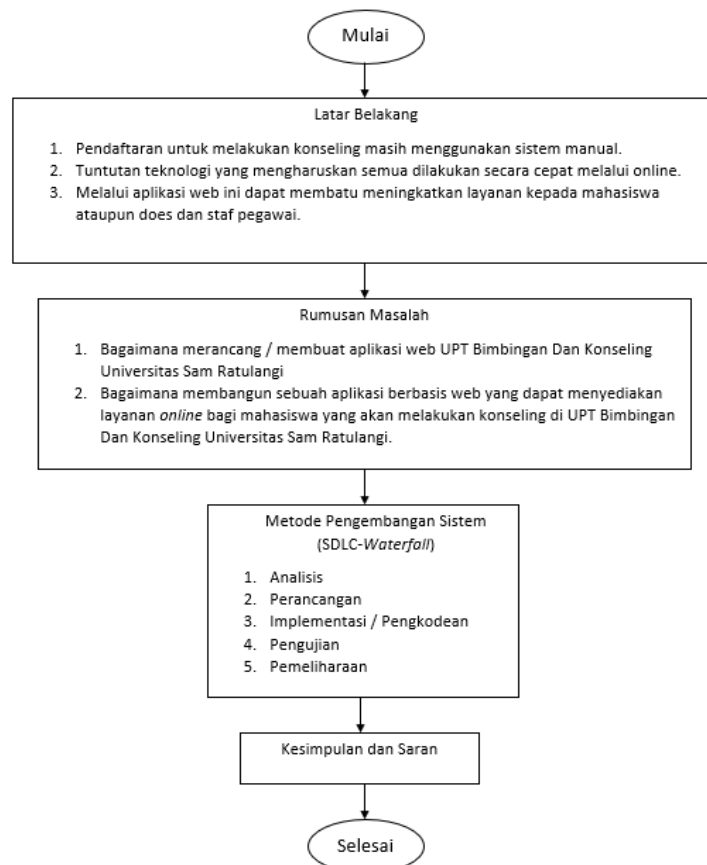 Mulai
Latar Belakang
1. Pendaftaran untuk melakukan konseling masih menggunakan sistem manual.
2. Tuntutan teknologi yang mengharuskan semua dilakukan secara cepat melalui online.
3. Melalui aplikasi web ini dapat membatu meningkatkan layanan kepada mahasiswa
ataupun does dan staf pegawai.
Rumusan Masalah
1. Bagaimana merancang / membuat aplikasi web UPT Bimbingan Dan Konseling
Universitas Sam Ratulangi
2. Bagaimana membangun sebuah aplikasi berbasis web yang dapat menyediakan
layanan online bagi mahasiswa yang akan melakukan konseling di UPT Bimbingan
Dan Konseling Universitas Sam Ratulangi.
Metode Pengembangan Sistem
(SDLC-Waterfall)
1. Analisis
2. Perancangan
3. Implementasi / Pengkodean
4. Pengujian
5. Pemeliharaan
Kesimpulan dan Saran
Selesai